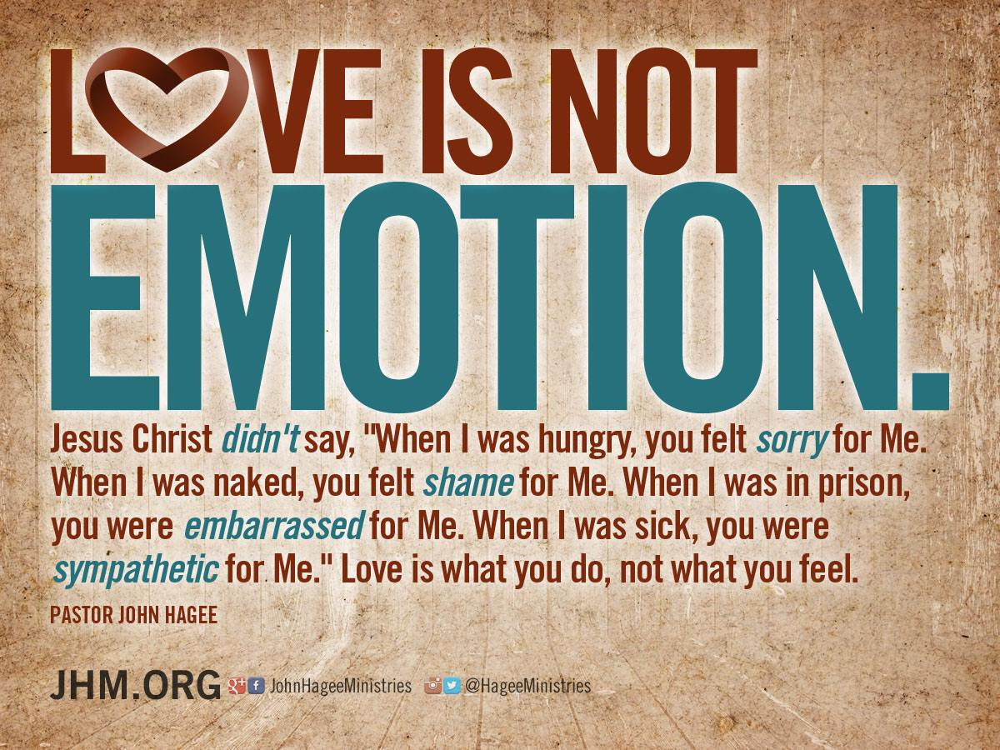 LOVE IS NOT
EMOTION.
Jesus Christ didn't say, "When I was hungry, you felt sorry for Me.
When I was naked, you felt shame for Me. When I was in prison,
you were embarrassed for Me. When I was sick, you were
sympathetic for Me." Love is what you do, not what you feel.
PASTOR JOHN HAGEE
JHM.ORG g+ f JohnHageeMinistries @HageeMinistries